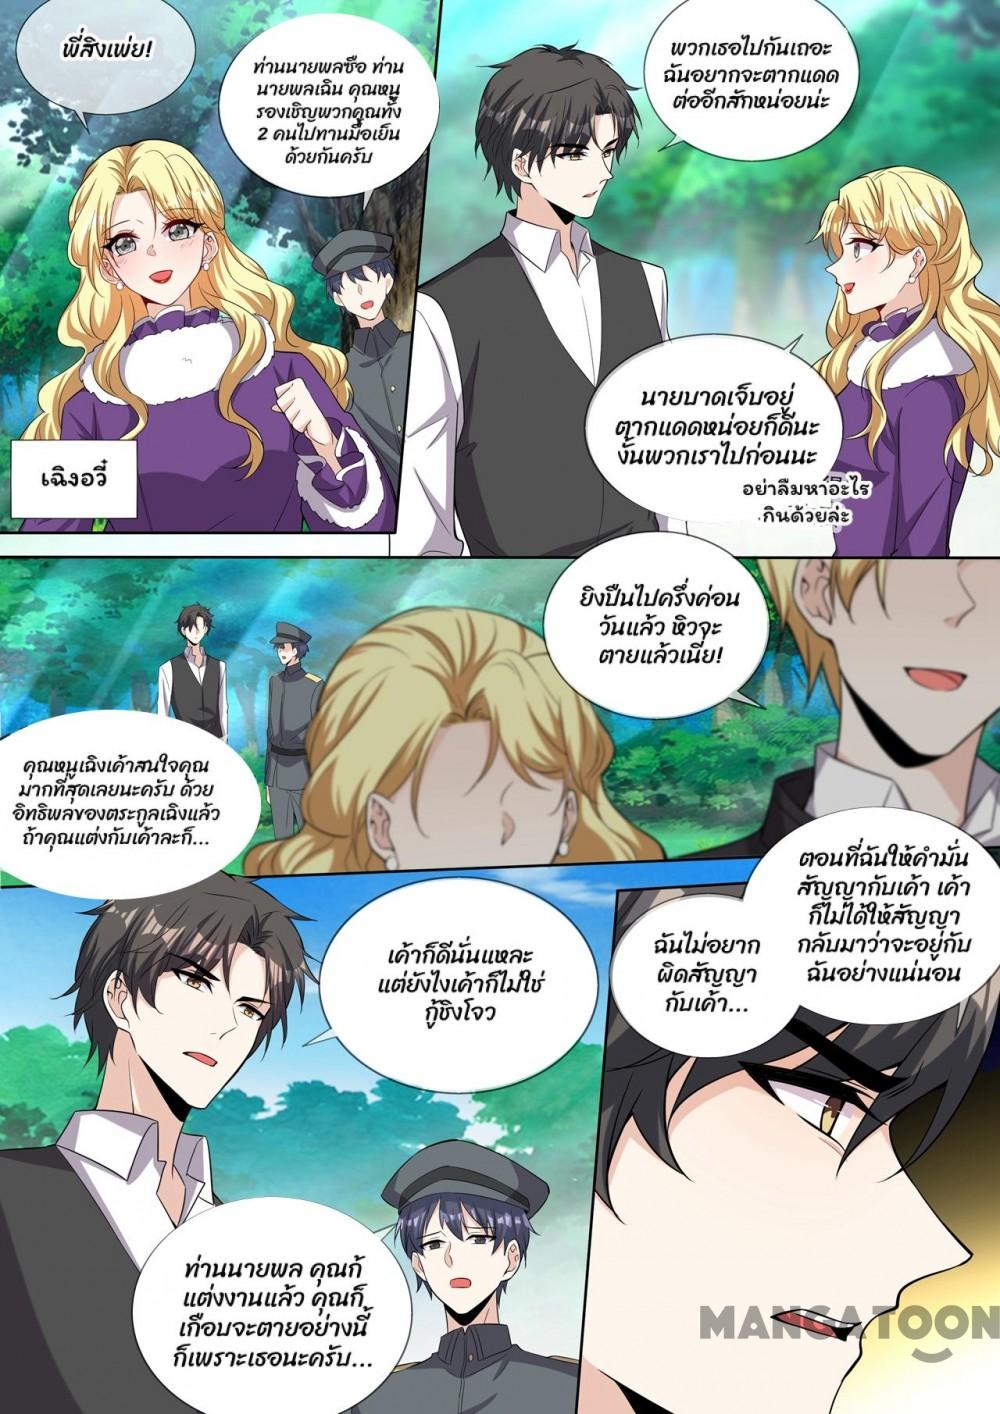 พี่สิงเพ่ย!
ท่านนายพลซือ ท่าน
นายพลเฉิน คุณหนู
รองเชิญพวกคุณทั้ง
2 คนไปทานมื้อเย็น
ด้วยกันครับ
พวกเธอไปกันเถอะ
ฉันอยากจะตากแดด
ต่ออีกสักหน่อยน่ะ
นายบาดเจ็บอยู่
ตากแดดหน่อยก็ดีนะ
งั้นพวกเราไปก่อนนะ
อย่าลืมหาอะไร
กินด้วยล่ะ
เฉิงอวี๋
ยิงปืนไปครึ่งค่อน
วันแล้ว หิวจะ
ตายแล้วเนี่ย!
คุณหนูเฉิงเค้าสนใจคุณ
มากที่สุดเลยนะครับ ด้วย
อิทธิพลของตระกูลเฉิงแล้ว
ถ้าคุณแต่งกับเค้าละก็...
เค้าก็ดีนั่นแหละ
แต่ยังไงเค้าก็ไม่ใช่
กู้ชิงโจว
ตอนที่ฉันให้คำมั่น
สัญญากับเค้า เค้า
ก็ไม่ได้ให้สัญญา
กลับมาว่าจะอยู่กับ
ฉันอย่างแน่นอน
ฉันไม่อยาก
ผิดสัญญา
กับเค้า...
ท่านนายพล คุณกู้
แต่งงานแล้ว คุณก็
เกือบจะตายอย่างนี้
ก็เพราะเธอนะครับ...
MANGATOON